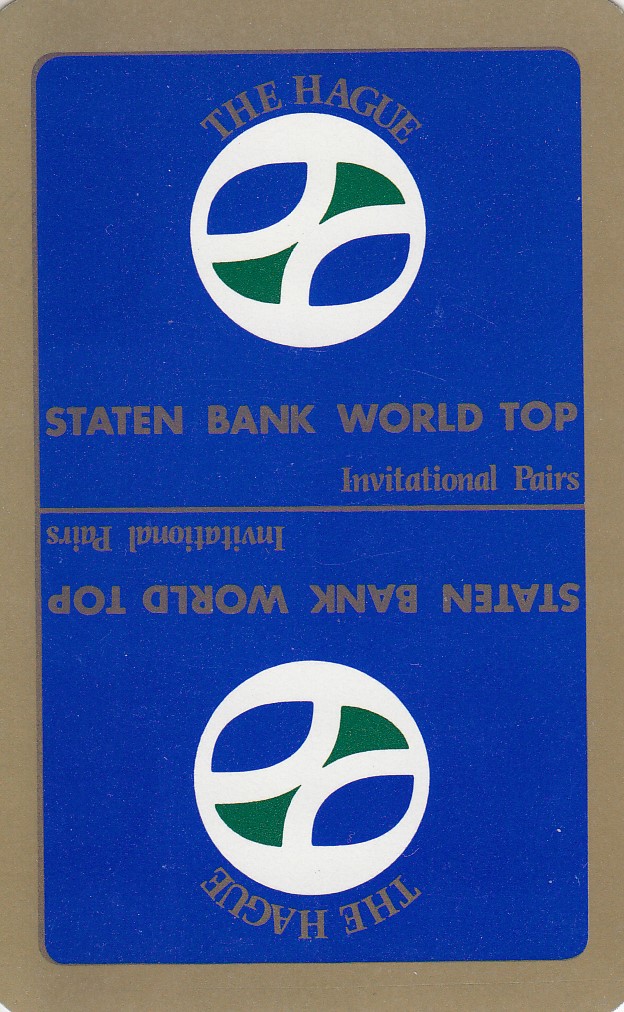 THE HAGUE
STATEN BANK WORLD TOP
Invitational Pairs
Invitational Pairs
STATEN BANK WORLD TOP
THE HAGUE